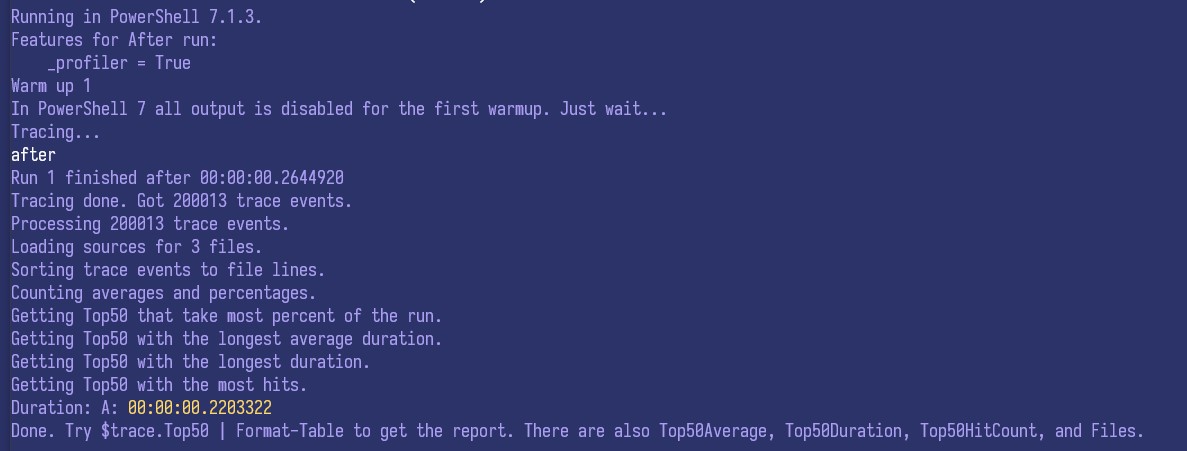 Running in PowerShell 7.1.3.
Features for After run:
    _profiler = True
Warm up 1
In PowerShell 7 all output is disabled for the first warmup. Just wait...
Tracing...
after
Run 1 finished after 00:00:00.2644920
Tracing done. Got 200013 trace events.
Processing 200013 trace events.
Loading sources for 3 files.
Sorting trace events to file lines.
Counting averages and percentages.
Getting Top50 that take most percent of the run.
Getting Top50 with the longest average duration.
Getting Top50 with the longest duration.
Getting Top50 with the most hits.
Duration: A: 00:00:00.2203322
Done. Try $trace.Top50 | Format-Table to get the report. There are also Top50Average, Top50Duration, Top50HitCount, and Files.